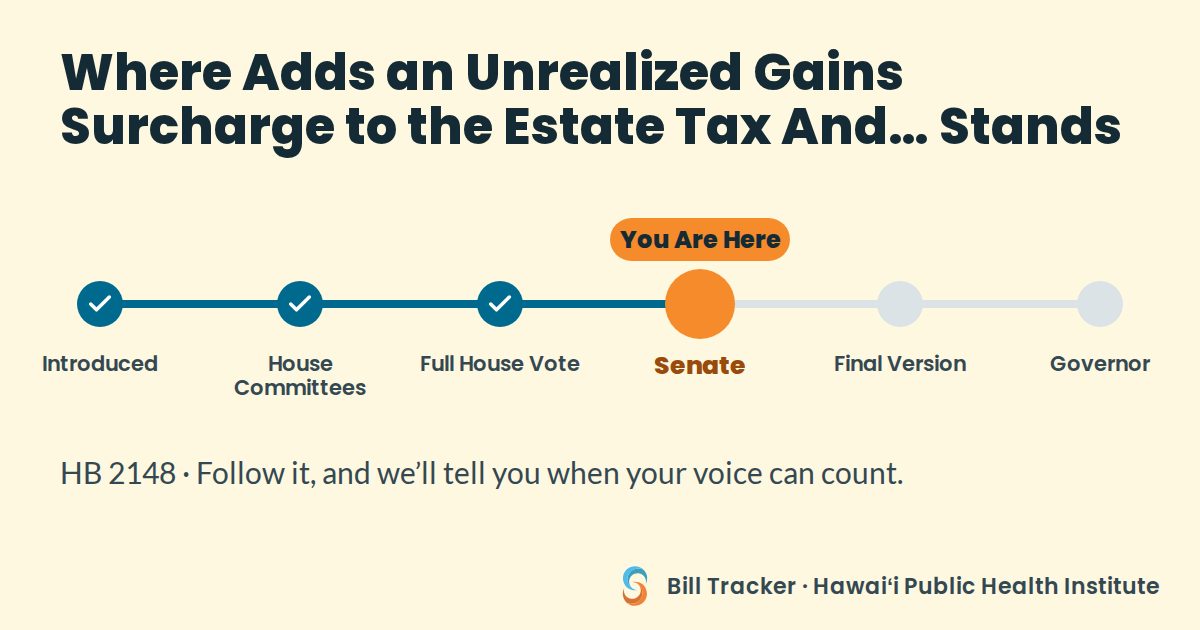 Where Adds an Unrealized Gains
Surcharge to the Estate Tax And... Stands
You Are Here
Introduced
House
Committees
Full House Vote
Senate
Final Version
Governor
HB 2148 · Follow it, and we’ll tell you when your voice can count.
Bill Tracker · Hawaiʻi Public Health Institute